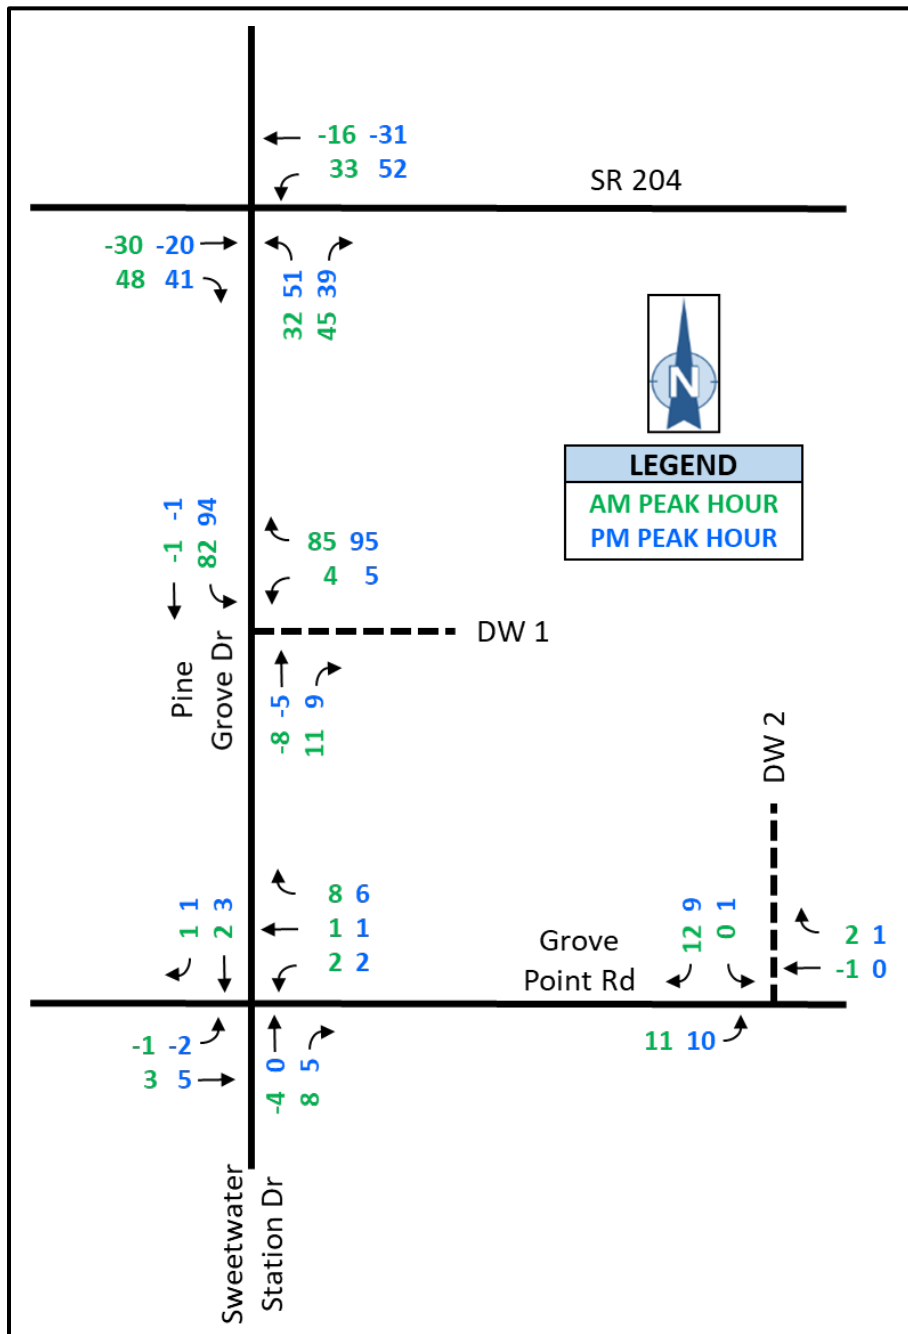 -16 -31
33 52
SR 204
-30 -20
48 41
32 51
45 39
N
LEGEND
AM PEAK HOUR
PM PEAK HOUR
-1 -1
82 94
85 95
4 5
DW 1
Pine
Grove Dr
-8 -5
11 9
DW 2
1 1
2 3
8 6
1 1
2 2
Grove
Point Rd
12 9
0 1
2 1
-1 0
-1 -2
3 5
-4 0
8 5
11 10
Sweetwater
Station Dr